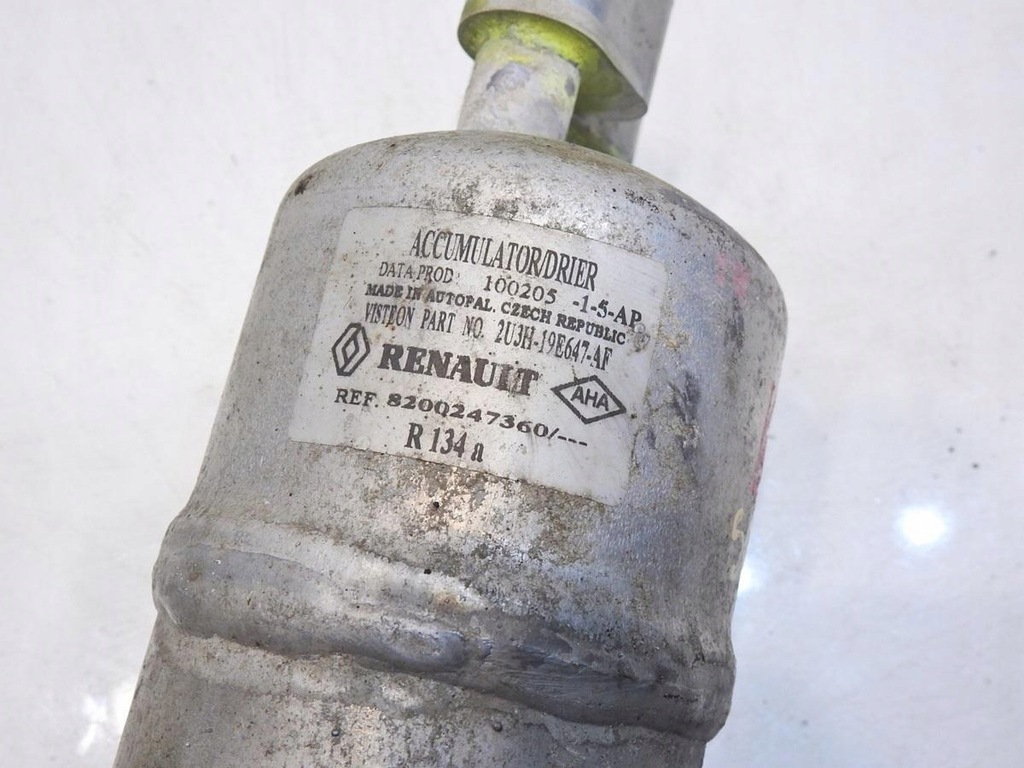 ACCUMULATOR/DRIER
DATA PROD 100205 -1-5-AP
MADE IN AUTOPAL. CZECH REPUBLIC
VISTEON PART NO. 2U3H-19E647-AF
RENAULT AHA
REF. 8200247360/---
R 134 a